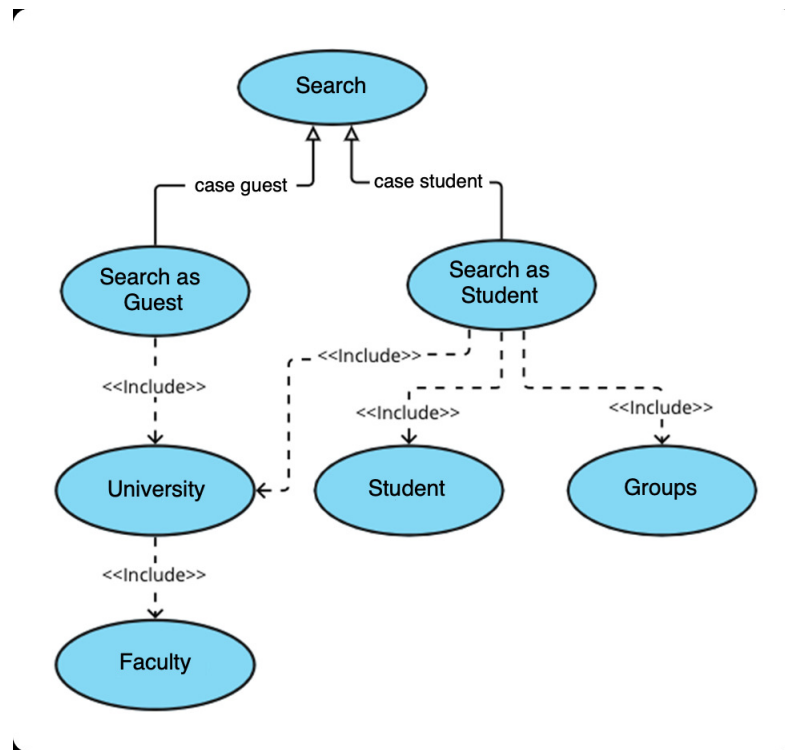 Search
case guest
case student
Search as
Guest
Search as
Student
<<Include>>
<<Include>>
<<Include>>
<<Include>>
University
Student
Groups
<<Include>>
Faculty